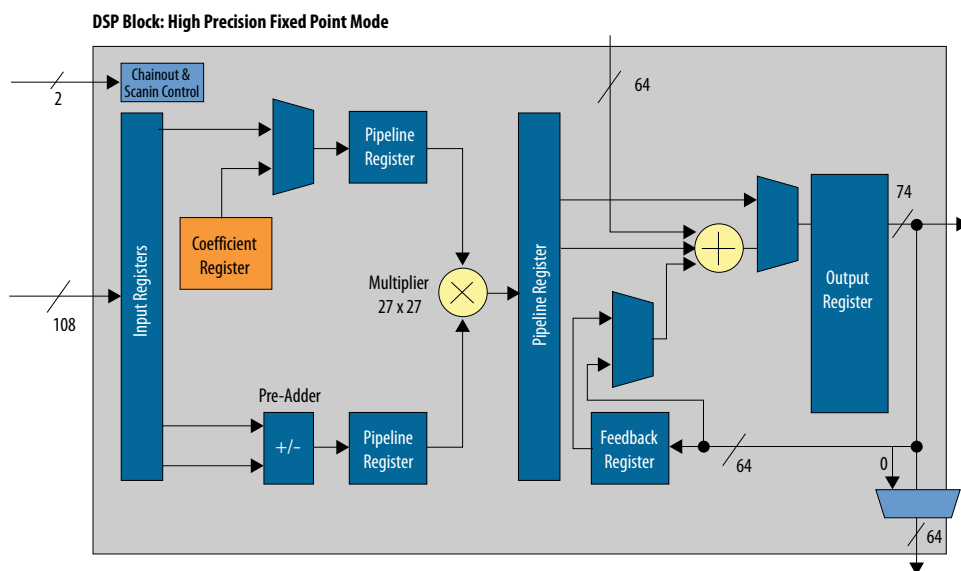 DSP Block: High Precision Fixed Point Mode
Chainout &
Scanin Control
2
64
Pipeline
Register
Coefficient
Register
Input Registers
108
Multiplier
27 x 27
Pipeline Register
74
Output
Register
Pre-Adder
+/-
Pipeline
Register
Feedback
Register
64
0
64